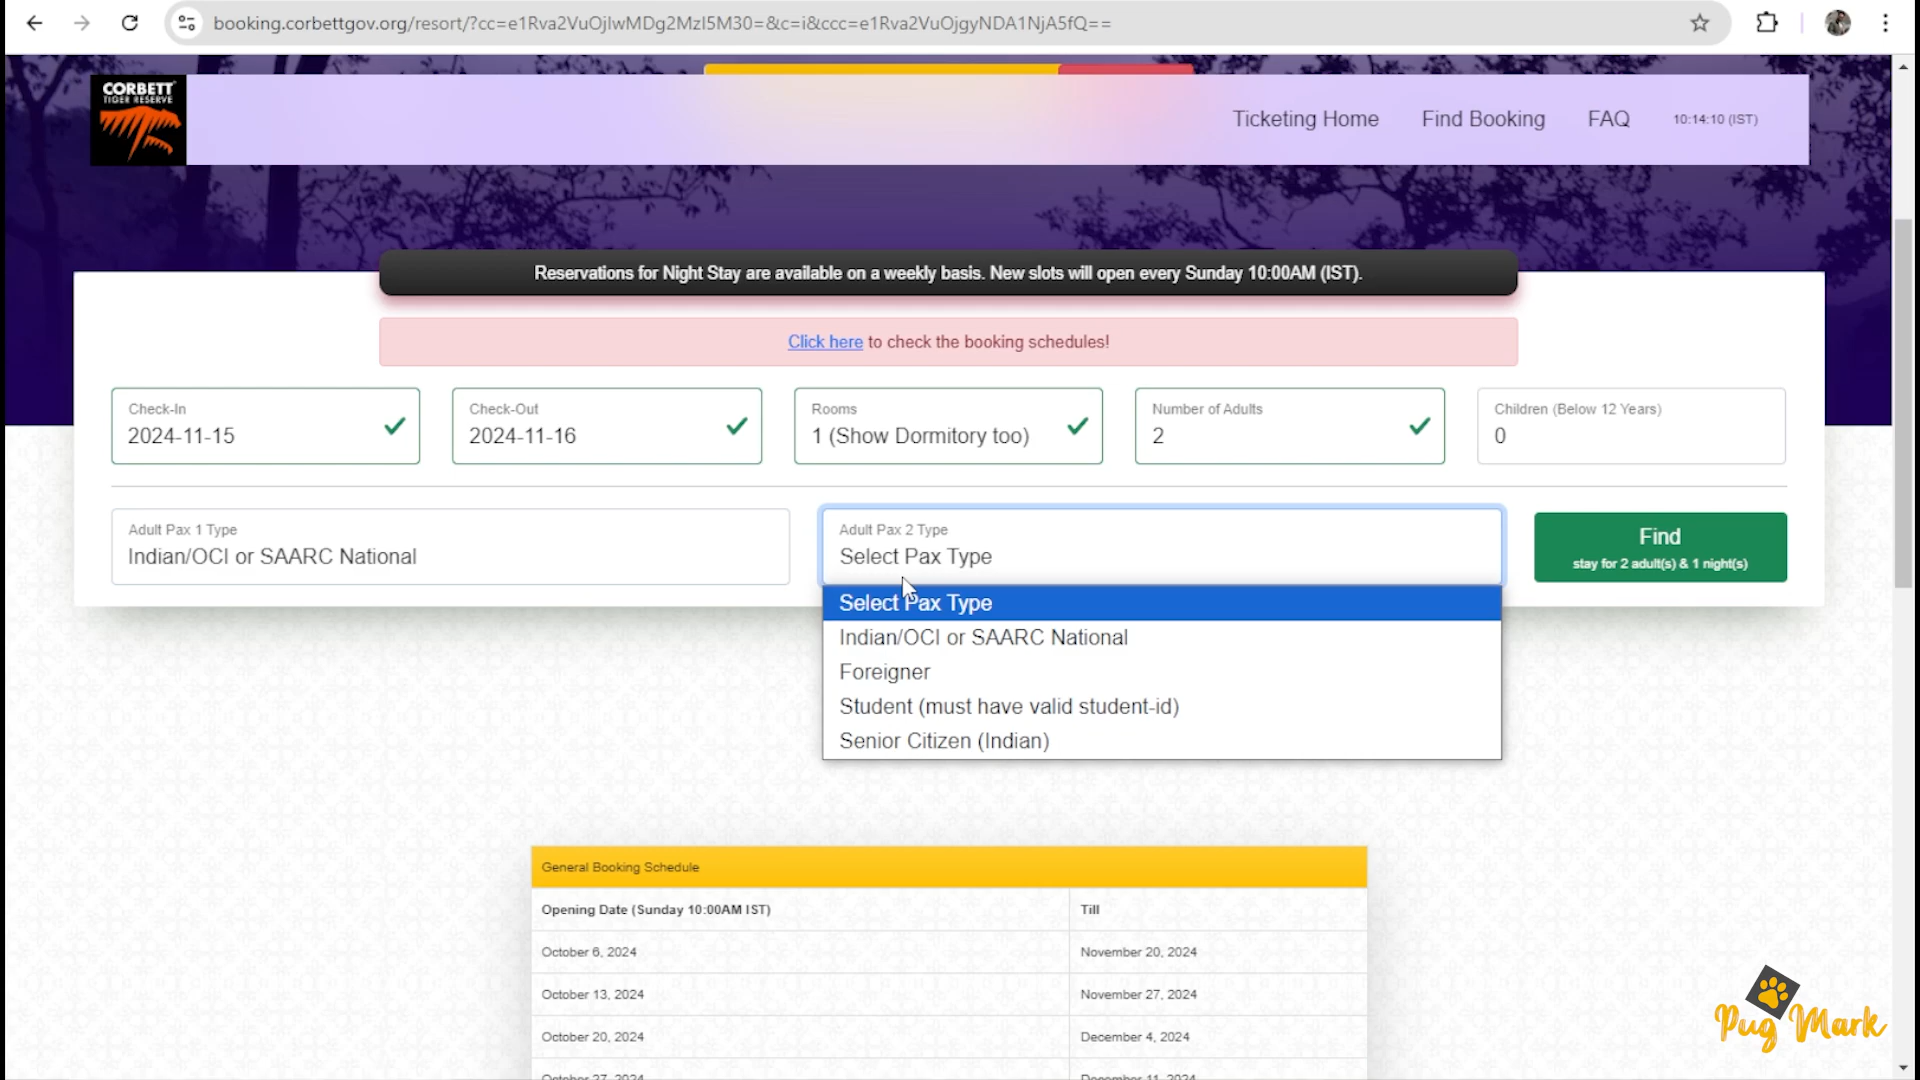 booking.corbettgov.org/resort/?cc=e1Rva2VuOjIwMDg2MzI5M30=&c=i&ccc=e1Rva2VuOjgyNDA1NjA5fQ==
CORBETT
TIGER RESERVE
Ticketing Home
Find Booking
FAQ
10:14:10 (IST)
Reservations for Night Stay are available on a weekly basis. New slots will open every Sunday 10:00AM (IST).
Click here to check the booking schedules!
Check-In
2024-11-15
Check-Out
2024-11-16
Rooms
1 (Show Dormitory too)
Number of Adults
2
Children (Below 12 Years)
0
Adult Pax 1 Type
Indian/OCI or SAARC National
Adult Pax 2 Type
Select Pax Type
Find
stay for 2 adult(s) & 1 night(s)
Select Pax Type
Indian/OCI or SAARC National
Foreigner
Student (must have valid student-id)
Senior Citizen (Indian)
General Booking Schedule
Opening Date (Sunday 10:00AM IST)
Till
October 6, 2024
November 20, 2024
October 13, 2024
November 27, 2024
October 20, 2024
December 4, 2024
October 27, 2024
December 11, 2024
Pug Mark